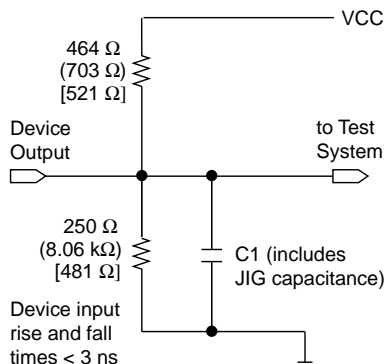 VCC
464 Ω
(703 Ω)
[521 Ω]
Device
Output
to Test
System
250 Ω
(8.06 kΩ)
[481 Ω]
C1 (includes
JIG capacitance)
Device input
rise and fall
times < 3 ns